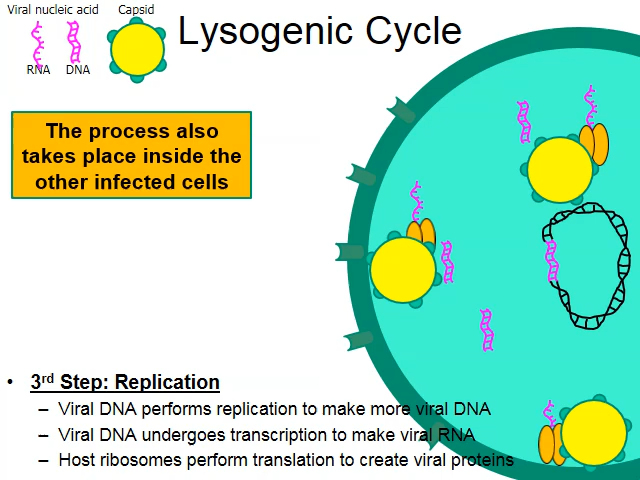 Viral nucleic acid Capsid
Lysogenic Cycle
RNA DNA
The process also
takes place inside the
other infected cells
• 3rd Step: Replication
– Viral DNA performs replication to make more viral DNA
– Viral DNA undergoes transcription to make viral RNA
– Host ribosomes perform translation to create viral proteins